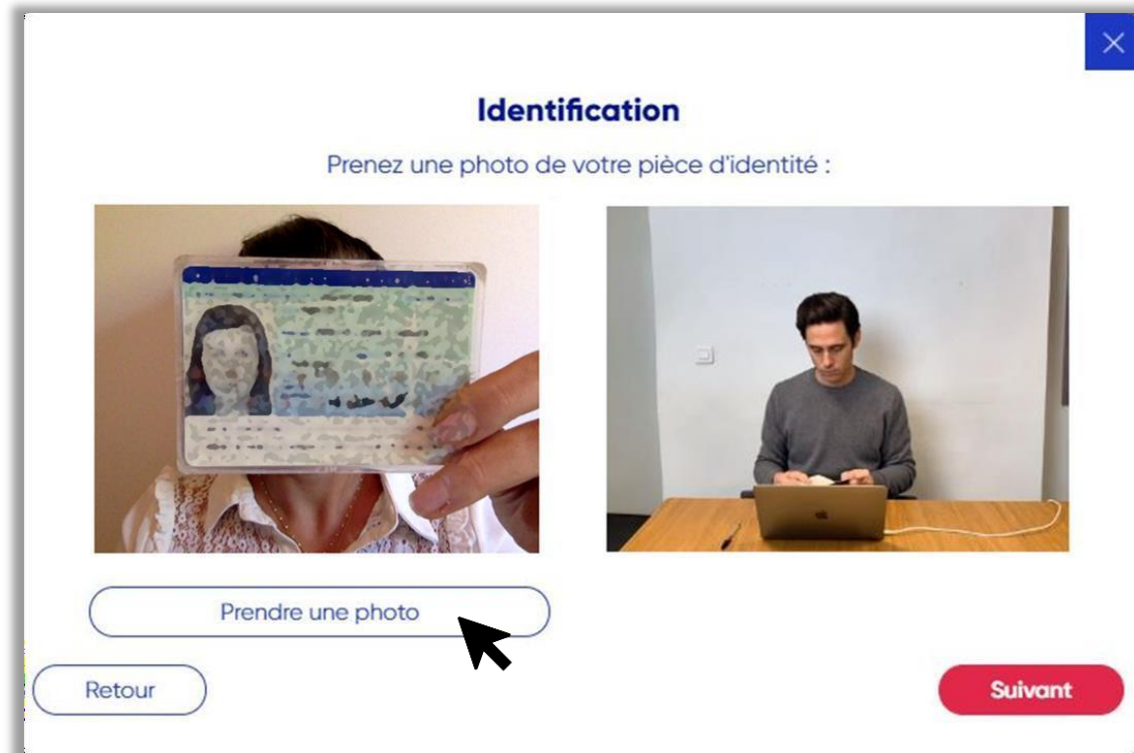 Identification
Prenez une photo de votre pièce d'identité :
Prendre une photo
Retour
Suivant